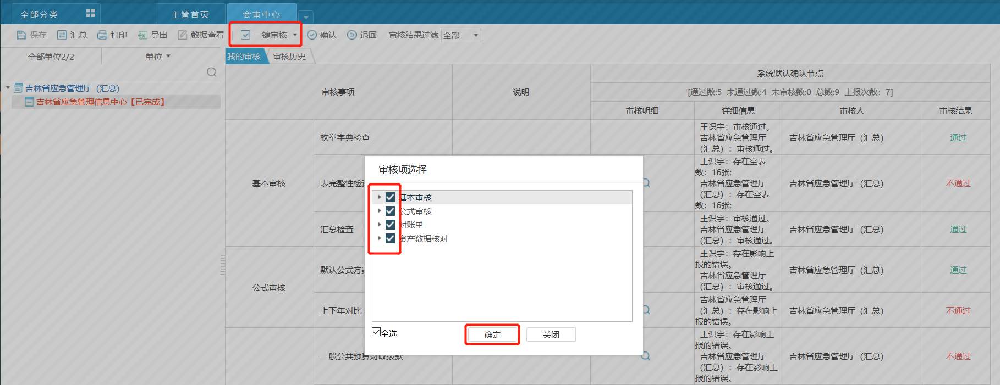 全部分类
主管首页
会审中心
保存 汇总 打印 导出 数据查看 一键审核 确认 退回 审核结果过滤 全部
全部单位2/2 单位
我的审核 审核历史
吉林省应急管理厅（汇总）
吉林省应急管理信息中心【已完成】
审核事项 说明 系统默认确认节点
[通过数:5 未通过数:4 未审核数:0 总数:9 上报次数：7]
审核明细 详细信息 审核人 审核结果
基本审核
枚举字典检查
王识宇：审核通过。
吉林省应急管理厅
（汇总）：审核通过。
吉林省应急管理厅（汇总）
通过
表完整性检
王识宇：存在空表
数：16张;
吉林省应急管理厅
（汇总）：存在空表
数：16张;
吉林省应急管理厅（汇总）
不通过
汇总检查
王识宇：审核通过。
吉林省应急管理厅
（汇总）：审核通过。
吉林省应急管理厅（汇总）
通过
公式审核
默认公式方
王识宇：存在影响上
报的错误。
吉林省应急管理厅
（汇总）：审核通过。
吉林省应急管理厅（汇总）
通过
上下年对比
吉林省应急管理厅
（汇总）：存在影响上
报的错误。
吉林省应急管理厅（汇总）
不通过
一般公共预算财政拨款
王识宇：存在影响上
报的错误。
吉林省应急管理厅
（汇总）：存在影响上
报的错误。
吉林省应急管理厅（汇总）
不通过
审核项选择
基本审核
公式审核
对账单
资产数据核对
全选
确定
关闭